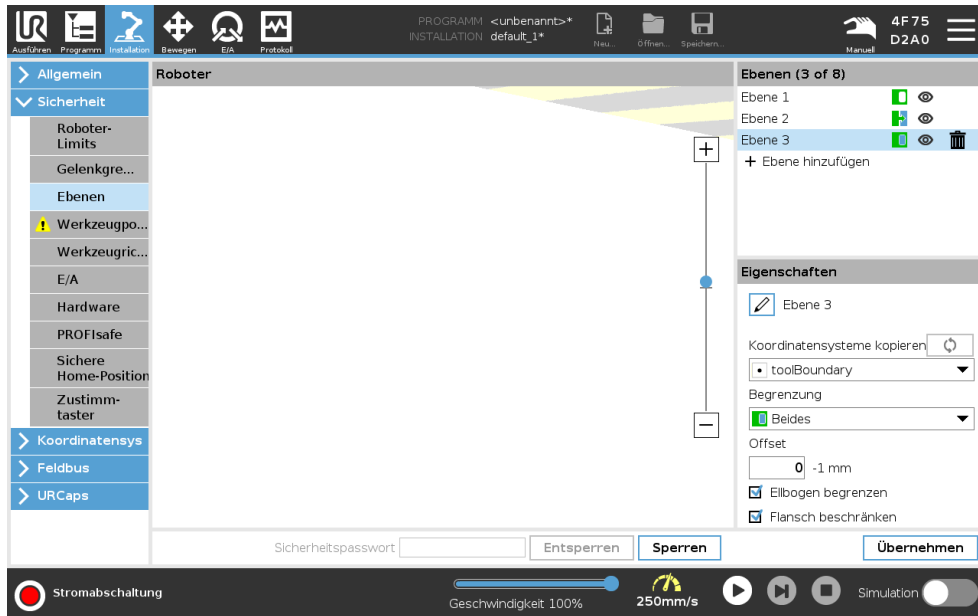 PROGRAMM <unbenannt>*
INSTALLATION default_1*
Ausführen Programm Installation Bewegen E/A Protokoll
Neu... Öffnen... Speichern...
Manuell
4F75
D2A0
Allgemein
Sicherheit
Roboter-
Limits
Gelenkgre...
Ebenen
Werkzeugpo...
Werkzeugric...
E/A
Hardware
PROFIsafe
Sichere
Home-Position
Zustimm-
taster
Koordinatensys
Feldbus
URCaps
Roboter
Ebenen (3 of 8)
Ebene 1
Ebene 2
Ebene 3
+ Ebene hinzufügen
Eigenschaften
Ebene 3
Koordinatensysteme kopieren
toolBoundary
Begrenzung
Beides
Offset
0 -1 mm
Ellbogen begrenzen
Flansch beschränken
Sicherheitspasswort Entsperren Sperren Übernehmen
Stromabschaltung
Geschwindigkeit 100%
250mm/s
Simulation